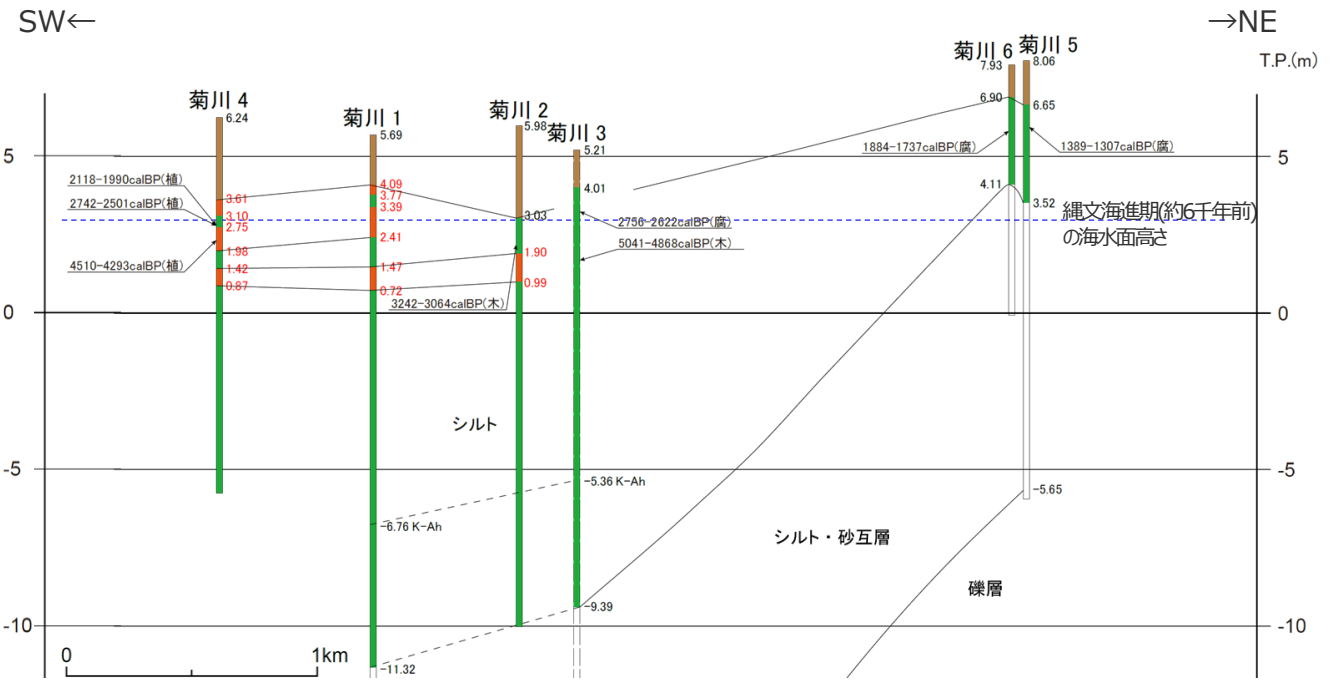 SW←
→NE
菊川 4
6.24
菊川 1
5.69
菊川 2
5.98
菊川 3
5.21
菊川 6
7.93
菊川 5
8.06
T.P.(m)
6.90
6.65
1884-1737calBP(腐)
1389-1307calBP(腐)
5
5
2118-1990calBP(植)
2742-2501calBP(植)
4510-4293calBP(植)
3.61
3.10
2.75
1.98
1.42
0.87
4.09
3.77
3.39
2.41
1.47
0.72
3.03
1.90
0.99
3242-3064calBP(木)
4.01
2756-2622calBP(腐)
5041-4868calBP(木)
4.11
3.52
縄文海進期(約6千年前)
の海水面高さ
0
0
シルト
-5
-5
-5.36 K-Ah
-6.76 K-Ah
-5.65
シルト・砂互層
礫層
-9.39
-10
-10
-11.32
0
1km